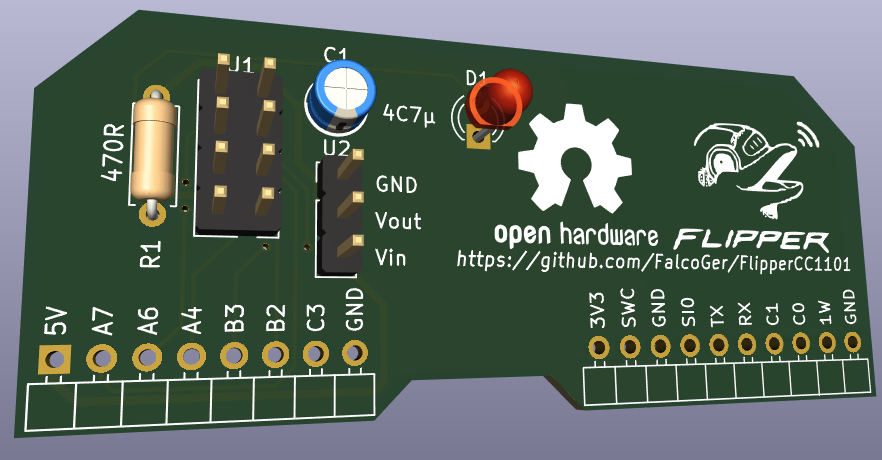 J1
C1
D1
4C7µ
470R
U2
GND
Vout
Vin
R1
open hardware
FLIPPER
https://github.com/FalcoGer/FlipperCC1101
5V
A7
A6
A4
B3
B2
C3
GND
3V3
SWC
GND
SIO
TX
RX
C1
C0
1W
GND